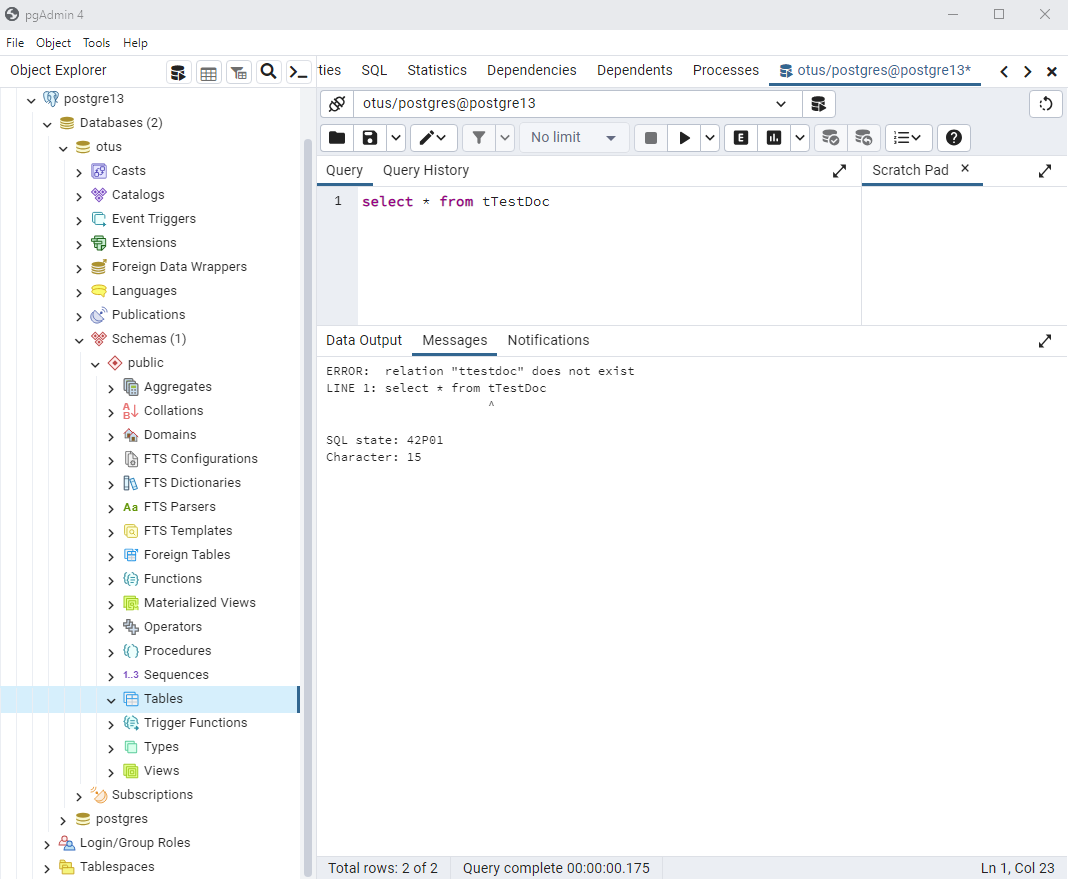 pgAdmin 4
File Object Tools Help
Object Explorer
ties SQL Statistics Dependencies Dependents Processes otus/postgres@postgre13*
postgre13
Databases (2)
otus
Casts
Catalogs
Event Triggers
Extensions
Foreign Data Wrappers
Languages
Publications
Schemas (1)
public
Aggregates
Collations
Domains
FTS Configurations
FTS Dictionaries
Aa FTS Parsers
FTS Templates
Foreign Tables
Functions
Materialized Views
Operators
Procedures
1..3 Sequences
Tables
Trigger Functions
Types
Views
Subscriptions
postgres
Login/Group Roles
Tablespaces
otus/postgres@postgre13
No limit
E
Query Query History
Scratch Pad
1 select * from tTestDoc
Data Output Messages Notifications
ERROR: relation "ttestdoc" does not exist
LINE 1: select * from tTestDoc
^
SQL state: 42P01
Character: 15
Total rows: 2 of 2 Query complete 00:00:00.175 Ln 1, Col 23